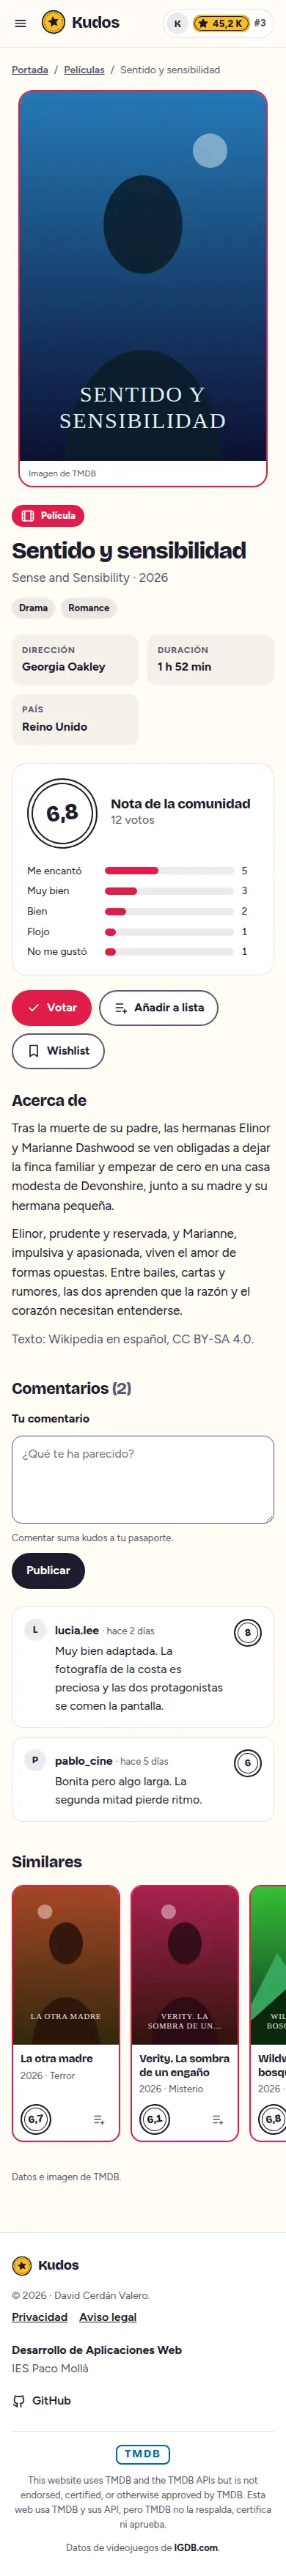 Kudos
K
45,2 K
#3
Portada / Películas / Sentido y sensibilidad
SENTIDO Y
SENSIBILIDAD
Imagen de TMDB
Película
Sentido y sensibilidad
Sense and Sensibility · 2026
Drama
Romance
DIRECCIÓN
Georgia Oakley
DURACIÓN
1 h 52 min
PAÍS
Reino Unido
6,8
Nota de la comunidad
12 votos
Me encantó 5
Muy bien 3
Bien 2
Flojo 1
No me gustó 1
Votar
Añadir a lista
Wishlist
Acerca de
Tras la muerte de su padre, las hermanas Elinor
y Marianne Dashwood se ven obligadas a dejar
la finca familiar y empezar de cero en una casa
modesta de Devonshire, junto a su madre y su
hermana pequeña.
Elinor, prudente y reservada, y Marianne,
impulsiva y apasionada, viven el amor de
formas opuestas. Entre bailes, cartas y
rumores, las dos aprenden que la razón y el
corazón necesitan entenderse.
Texto: Wikipedia en español, CC BY-SA 4.0.
Comentarios (2)
Tu comentario
¿Qué te ha parecido?
Comentar suma kudos a tu pasaporte.
Publicar
L
lucia.lee · hace 2 días
8
Muy bien adaptada. La
fotografía de la costa es
preciosa y las dos protagonistas
se comen la pantalla.
P
pablo_cine · hace 5 días
6
Bonita pero algo larga. La
segunda mitad pierde ritmo.
Similares
LA OTRA MADRE
La otra madre
2026 · Terror
6,7
VERITY. LA
SOMBRA DE UN…
Verity. La sombra
de un engaño
2026 · Misterio
6,1
WIL
BOS
Wildw
bosqu
2026 ·
6,8
Datos e imagen de TMDB.
Kudos
© 2026 · David Cerdán Valero.
Privacidad
Aviso legal
Desarrollo de Aplicaciones Web
IES Paco Mollà
GitHub
TMDB
This website uses TMDB and the TMDB APIs but is not
endorsed, certified, or otherwise approved by TMDB. Esta
web usa TMDB y sus API, pero TMDB no la respalda, certifica
ni aprueba.
Datos de videojuegos de IGDB.com.